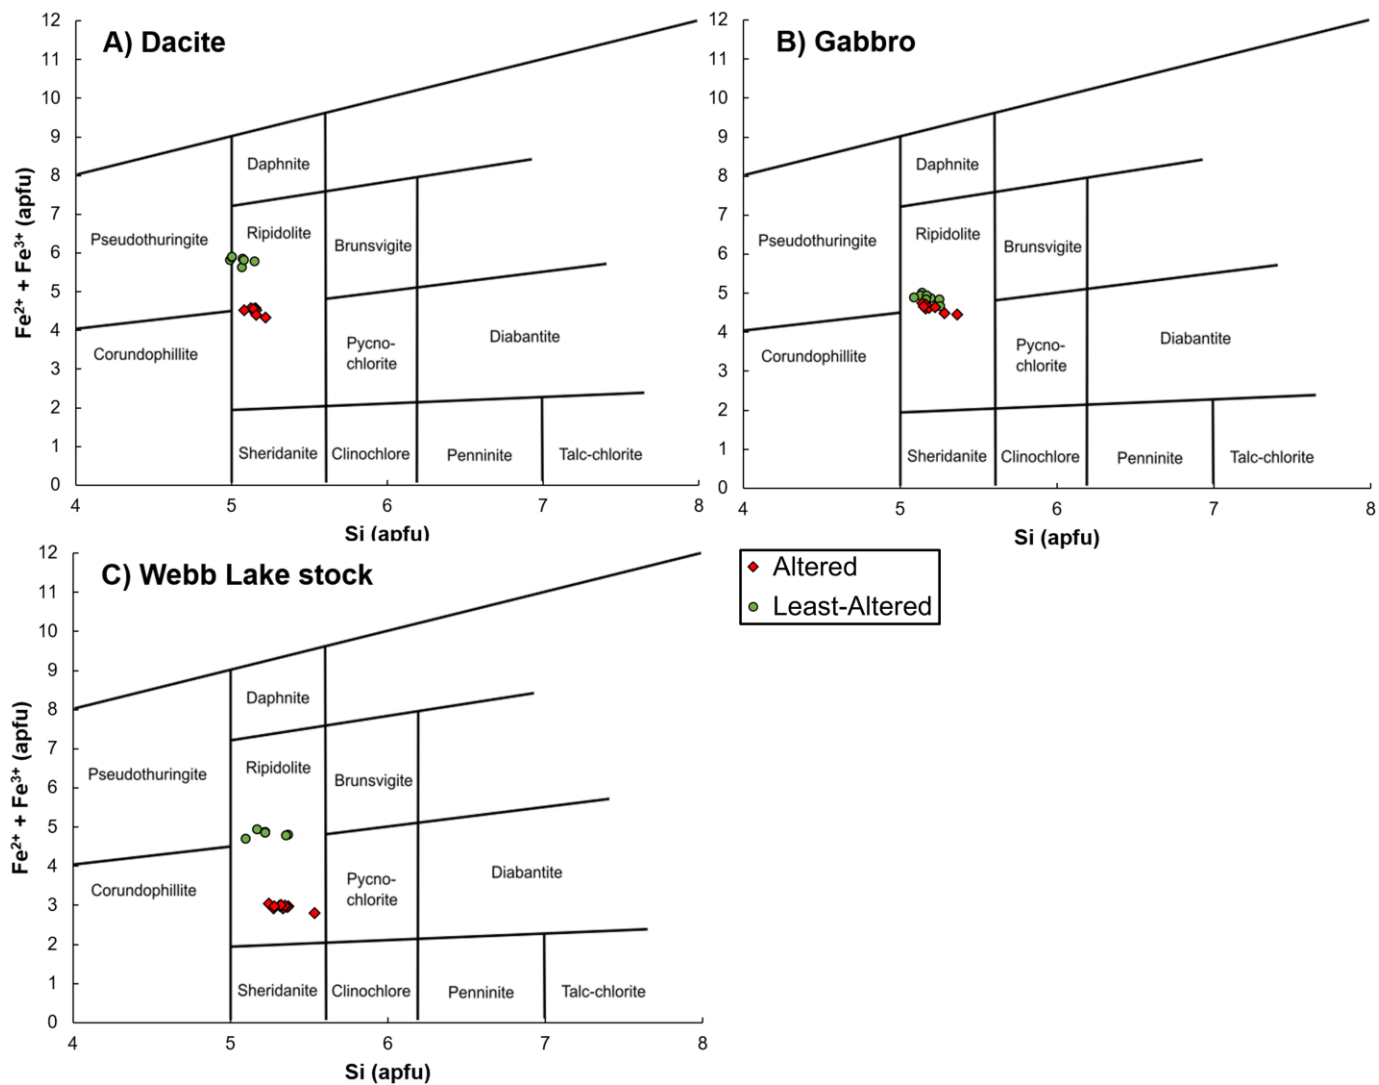 A) Dacite
12
11
10
9
8
7
6
5
4
3
2
1
0
Fe2+ + Fe3+ (apfu)
Daphnite
Pseudothuringite
Ripidolite
Brunsvigite
Corundophillite
Pycno-
chlorite
Diabantite
Sheridanite
Clinochlore
Penninite
Talc-chlorite
4 5 6 7 8
Si (apfu)
B) Gabbro
12
11
10
9
8
7
6
5
4
3
2
1
0
Daphnite
Pseudothuringite
Ripidolite
Brunsvigite
Corundophillite
Pycno-
chlorite
Diabantite
Sheridanite
Clinochlore
Penninite
Talc-chlorite
4 5 6 7 8
Si (apfu)
C) Webb Lake stock
12
11
10
9
8
7
6
5
4
3
2
1
0
Fe2+ + Fe3+ (apfu)
Daphnite
Pseudothuringite
Ripidolite
Brunsvigite
Corundophillite
Pycno-
chlorite
Diabantite
Sheridanite
Clinochlore
Penninite
Talc-chlorite
4 5 6 7 8
Si (apfu)
Altered
Least-Altered